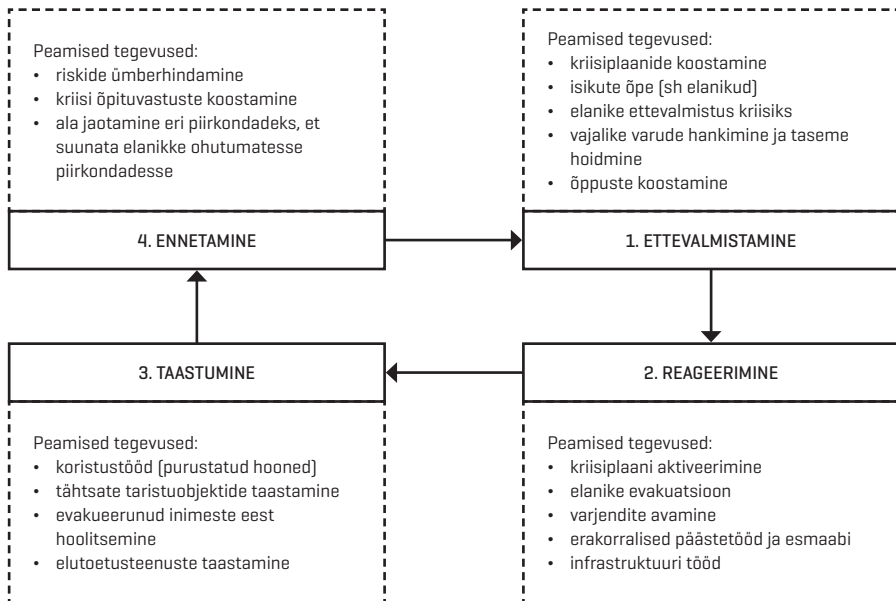 Peamised tegevused:
• riskide ümberhindamine
• kriisi õpituvastuste koostamine
• ala jaotamine eri piirkondadeks, et
suunata elanikke ohutumatesse
piirkondadesse
4. ENNETAMINE
Peamised tegevused:
• kriisiplaanide koostamine
• isikute õpe (sh elanikud)
• elanike ettevalmistus kriisiks
• vajalike varude hankimine ja taseme
hoidmine
• õppuste koostamine
1. ETTEVALMISTAMINE
3. TAASTUMINE
Peamised tegevused:
• koristustööd (purustatud hooned)
• tähtsate taristuobjektide taastamine
• evakueerunud inimeste eest
hoolitsemine
• elutoetusteenuste taastamine
2. REAGEERIMINE
Peamised tegevused:
• kriisiplaani aktiveerimine
• elanike evakuatsioon
• varjendite avamine
• erakorralised päästetööd ja esmaabi
• infrastruktuuri tööd